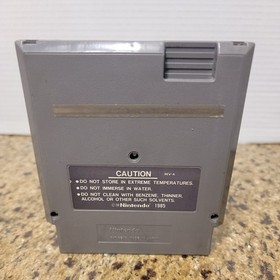 CAUTION
REV-A
•DO NOT STORE IN EXTREME TEMPERATURES.
•DO NOT IMMERSE IN WATER.
•DO NOT CLEAN WITH BENZENE, THINNER,
ALCOHOL OR OTHER SUCH SOLVENTS.
©Nintendo 1985